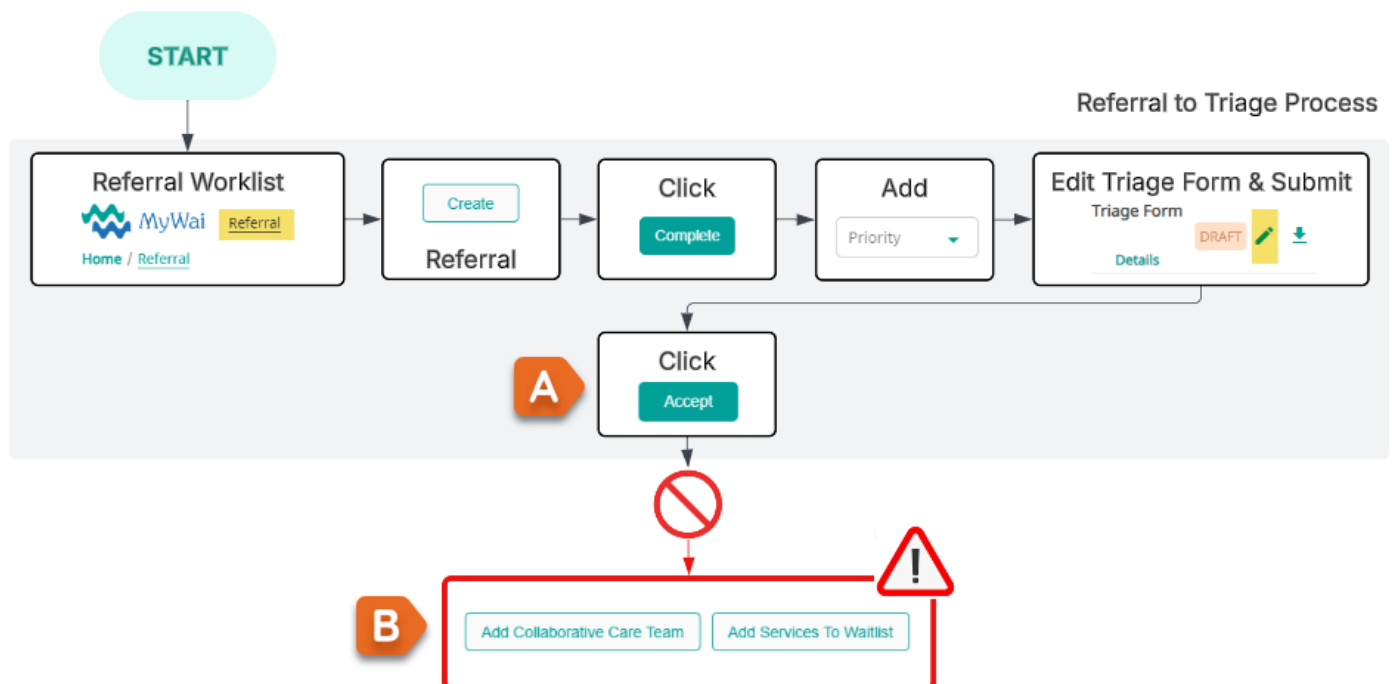 START
Referral to Triage Process
Referral Worklist
MyWai Referral
Home / Referral
Create
Referral
Click
Complete
Add
Priority
Edit Triage Form & Submit
Triage Form
DRAFT
Details
A
Click
Accept
!
B
Add Collaborative Care Team
Add Services To Waitlist